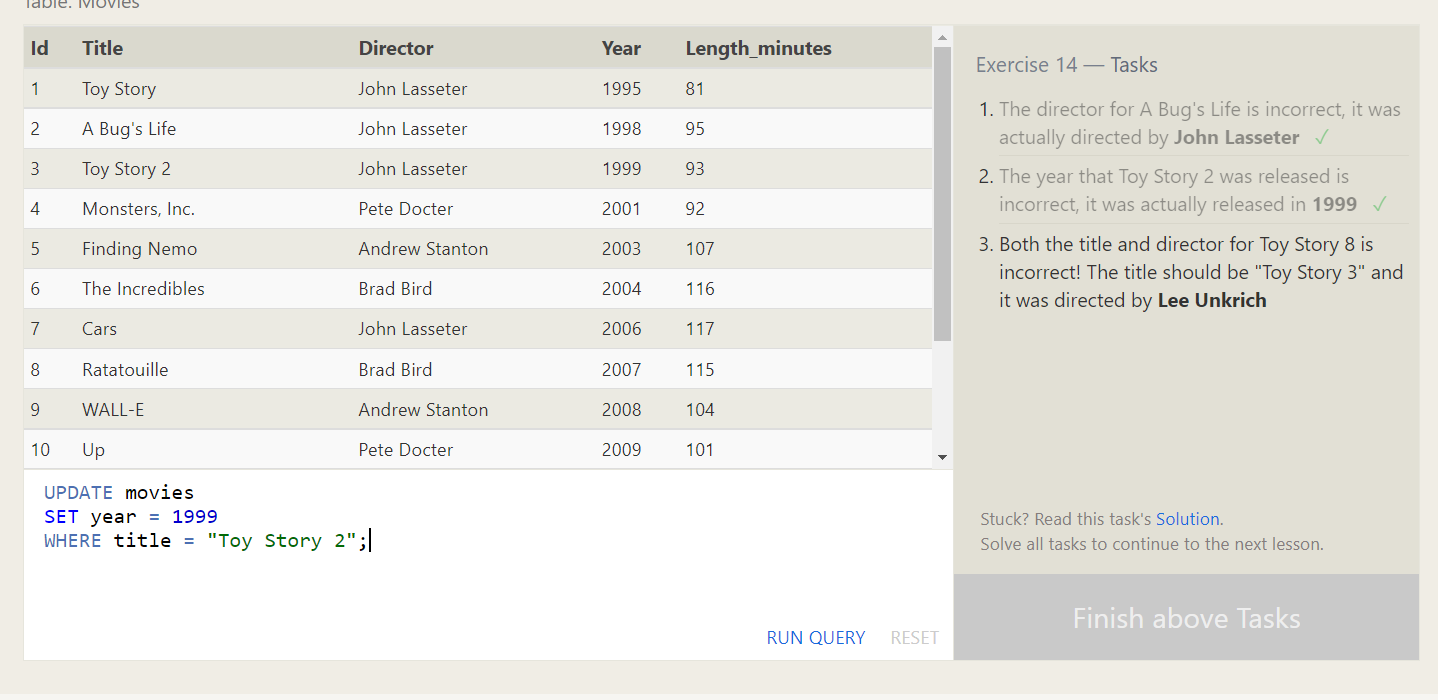 Table: Movies
Id Title Director Year Length_minutes
1 Toy Story John Lasseter 1995 81
2 A Bug's Life John Lasseter 1998 95
3 Toy Story 2 John Lasseter 1999 93
4 Monsters, Inc. Pete Docter 2001 92
5 Finding Nemo Andrew Stanton 2003 107
6 The Incredibles Brad Bird 2004 116
7 Cars John Lasseter 2006 117
8 Ratatouille Brad Bird 2007 115
9 WALL-E Andrew Stanton 2008 104
10 Up Pete Docter 2009 101
UPDATE movies
SET year = 1999
WHERE title = "Toy Story 2";
RUN QUERY RESET
Exercise 14 — Tasks
1. The director for A Bug's Life is incorrect, it was
actually directed by John Lasseter ✓
2. The year that Toy Story 2 was released is
incorrect, it was actually released in 1999 ✓
3. Both the title and director for Toy Story 8 is
incorrect! The title should be "Toy Story 3" and
it was directed by Lee Unkrich
Stuck? Read this task's Solution.
Solve all tasks to continue to the next lesson.
Finish above Tasks